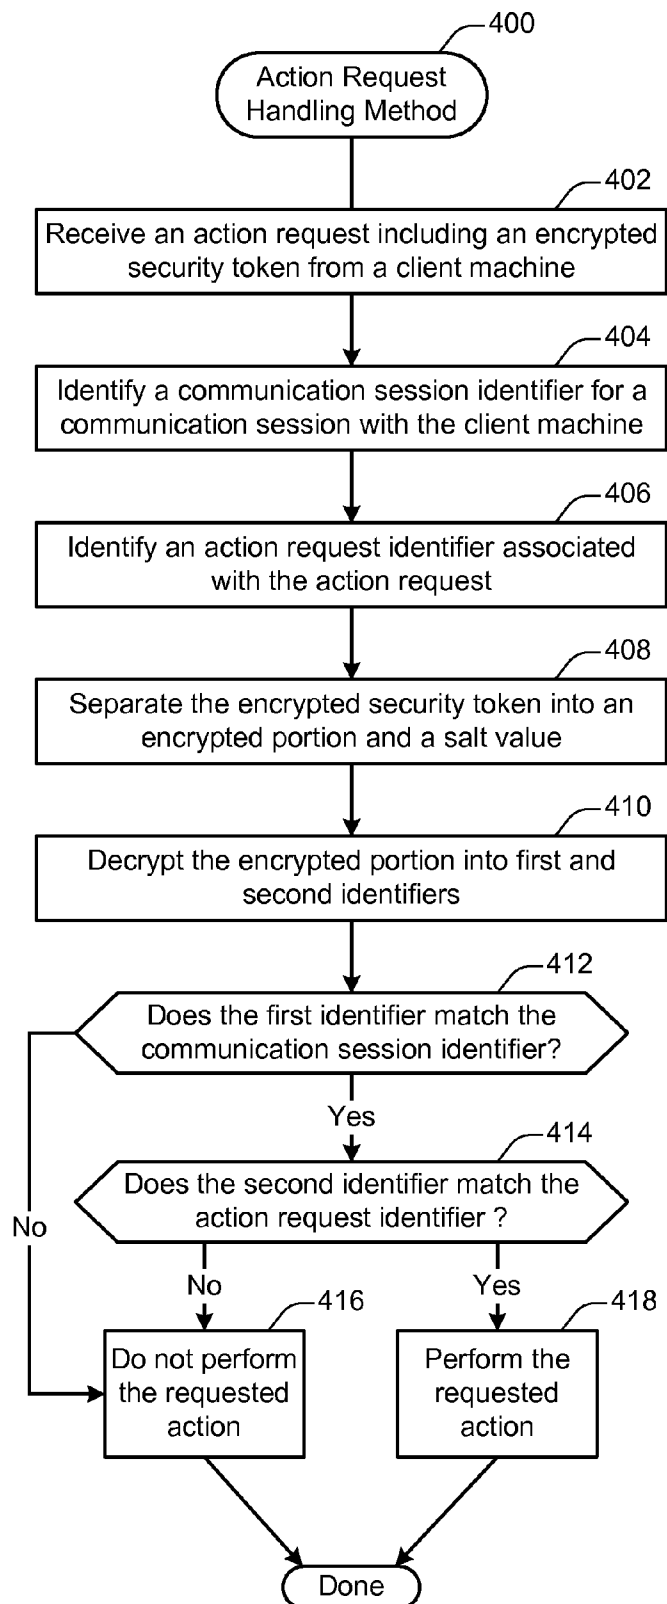 400
Action Request
Handling Method
402
Receive an action request including an encrypted
security token from a client machine
404
Identify a communication session identifier for a
communication session with the client machine
406
Identify an action request identifier associated
with the action request
408
Separate the encrypted security token into an
encrypted portion and a salt value
410
Decrypt the encrypted portion into first and
second identifiers
412
Does the first identifier match the
communication session identifier?
Yes
414
Does the second identifier match the
action request identifier ?
No
No
Yes
416
418
Do not perform
the requested
action
Perform the
requested
action
Done